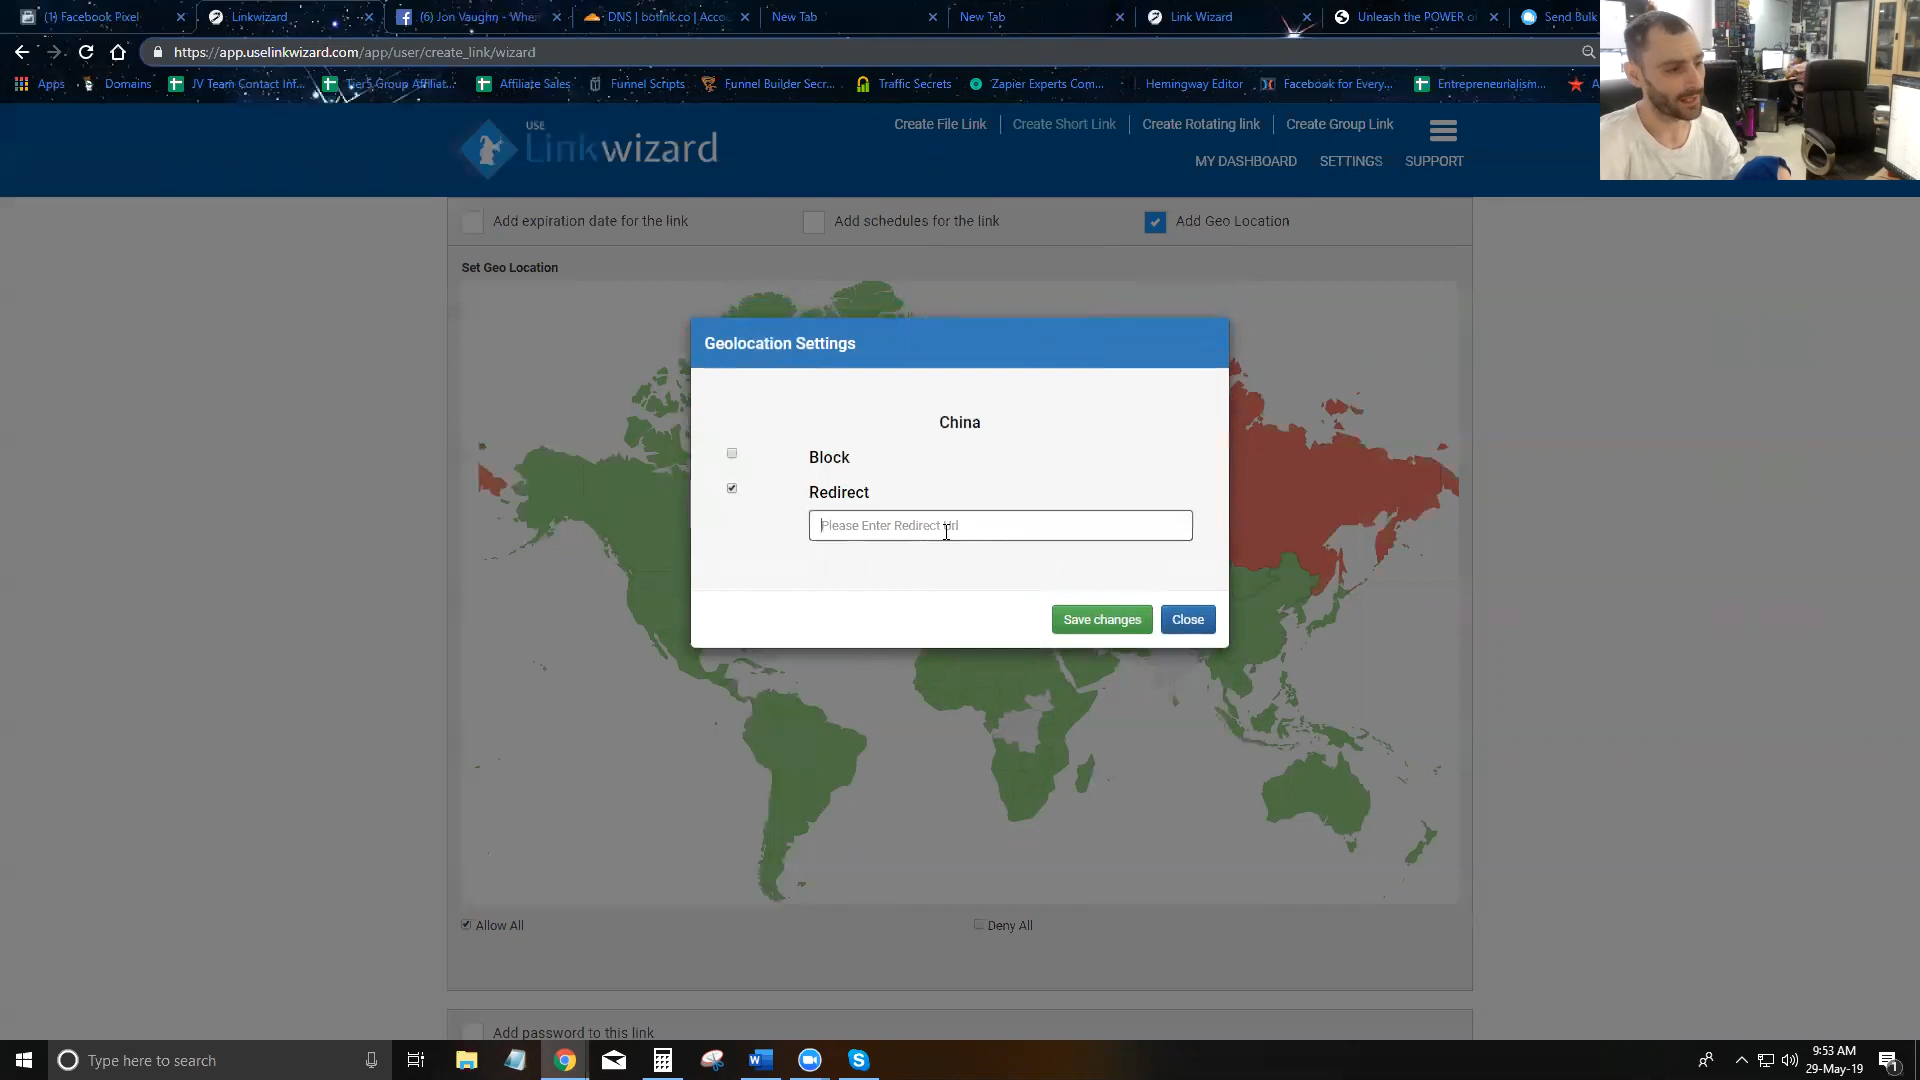 (1) Facebook Pixel
Linkwizard
(6) Jon Vaughn - Whe
DNS | botlink.co | Accou
New Tab
New Tab
Link Wizard
Unleash the POWER o
Send Bulk
https://app.uselinkwizard.com/app/user/create_link/wizard
Apps
Domains
JV Team Contact Inf...
Tier5 Group Affiliat...
Affiliate Sales
Funnel Scripts
Funnel Builder Secr...
Traffic Secrets
Zapier Experts Com...
Hemingway Editor
Facebook for Every...
Entrepreneurialism...
USE
Linkwizard
Create File Link
Create Short Link
Create Rotating link
Create Group Link
MY DASHBOARD
SETTINGS
SUPPORT
Add expiration date for the link
Add schedules for the link
Add Geo Location
Set Geo Location
Geolocation Settings
China
Block
Redirect
Please Enter Redirect Url
Save changes
Close
Allow All
Deny All
Add password to this link
Type here to search
9:53 AM
29-May-19
1